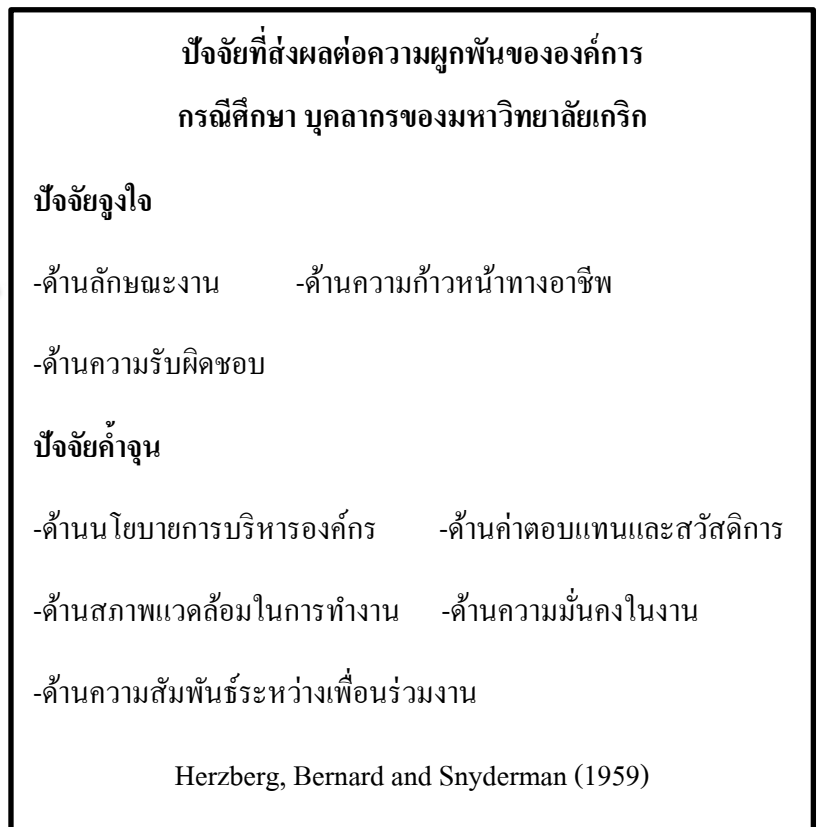 ปัจจัยที่ส่งผลต่อความผูกพันขององค์การ
กรณีศึกษา บุคลากรของมหาวิทยาลัยเกริก
ปัจจัยจูงใจ
-ด้านลักษณะงาน -ด้านความก้าวหน้าทางอาชีพ
-ด้านความรับผิดชอบ
ปัจจัยค้ำจุน
-ด้านนโยบายการบริหารองค์กร -ด้านค่าตอบแทนและสวัสดิการ
-ด้านสภาพแวดล้อมในการทำงาน -ด้านความมั่นคงในงาน
-ด้านความสัมพันธ์ระหว่างเพื่อนร่วมงาน
Herzberg, Bernard and Snyderman (1959)